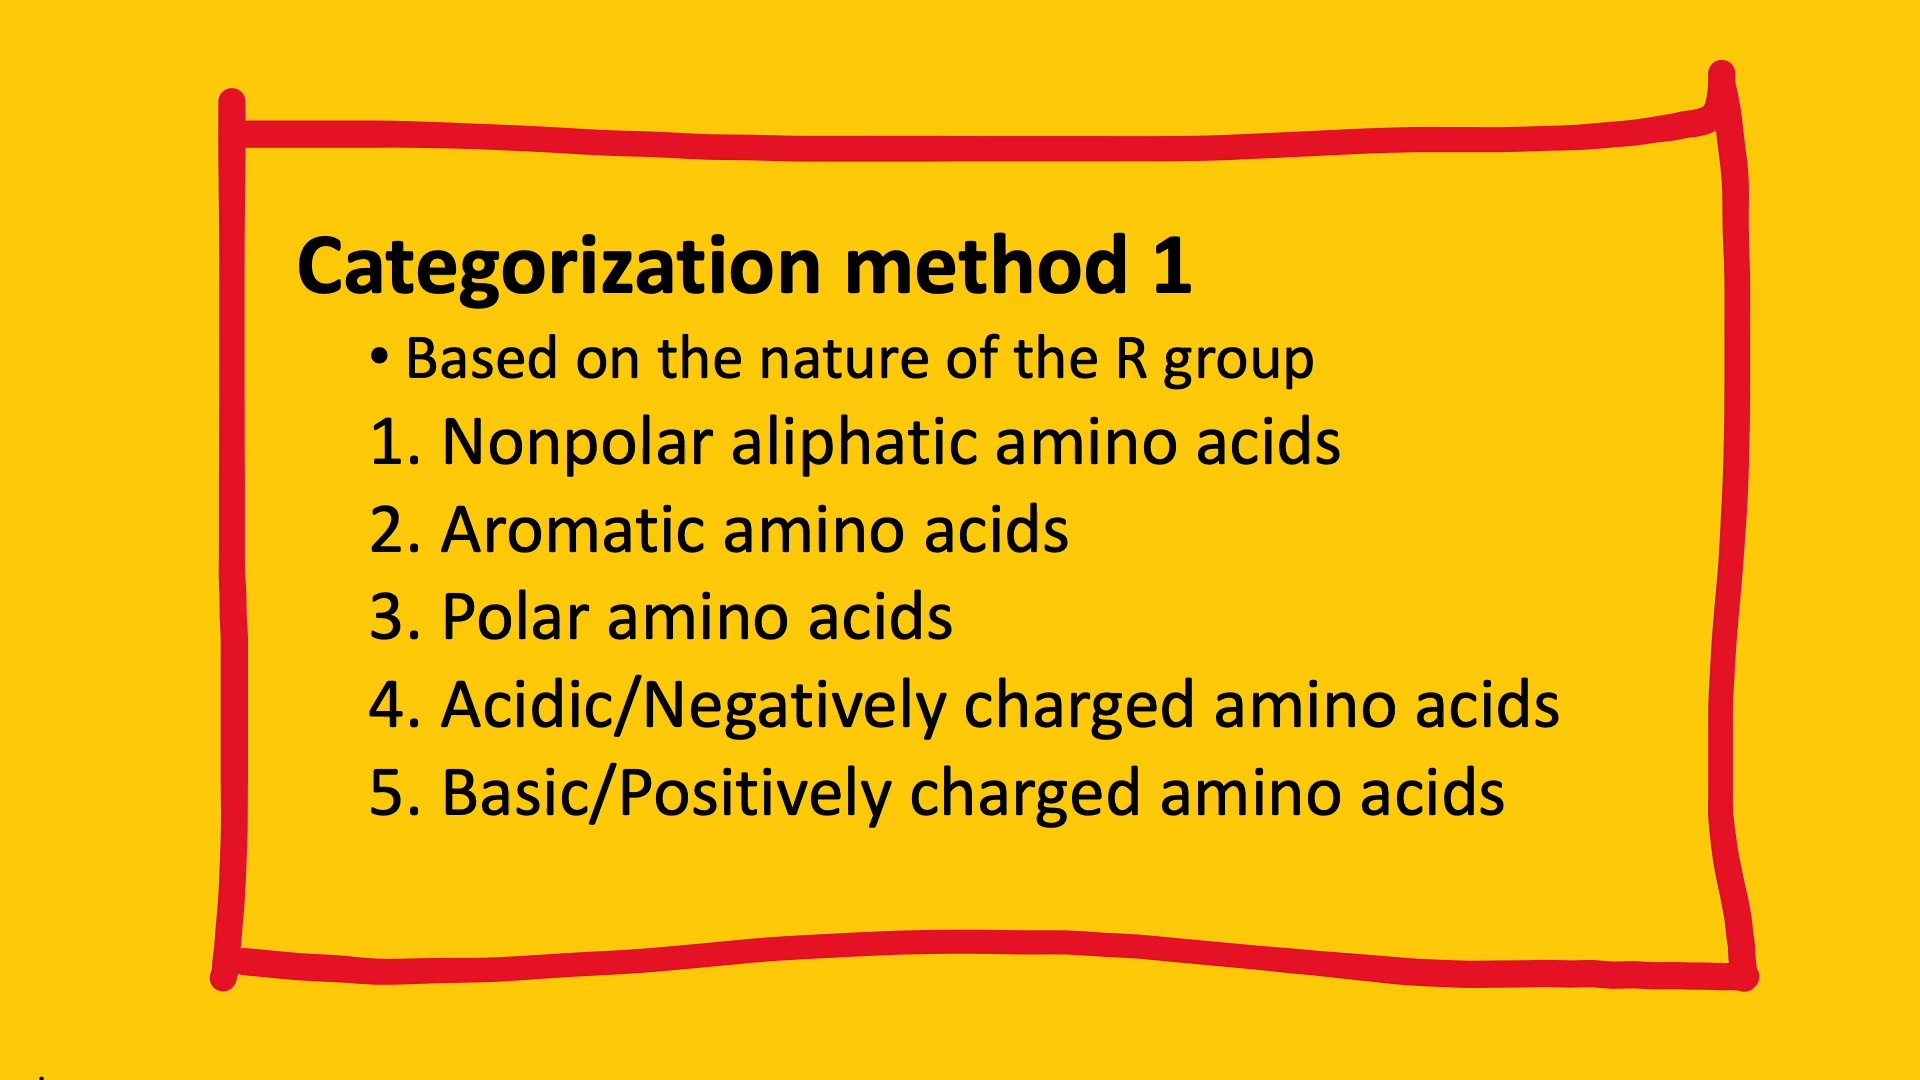 Categorization method 1
• Based on the nature of the R group
1. Nonpolar aliphatic amino acids
2. Aromatic amino acids
3. Polar amino acids
4. Acidic/Negatively charged amino acids
5. Basic/Positively charged amino acids